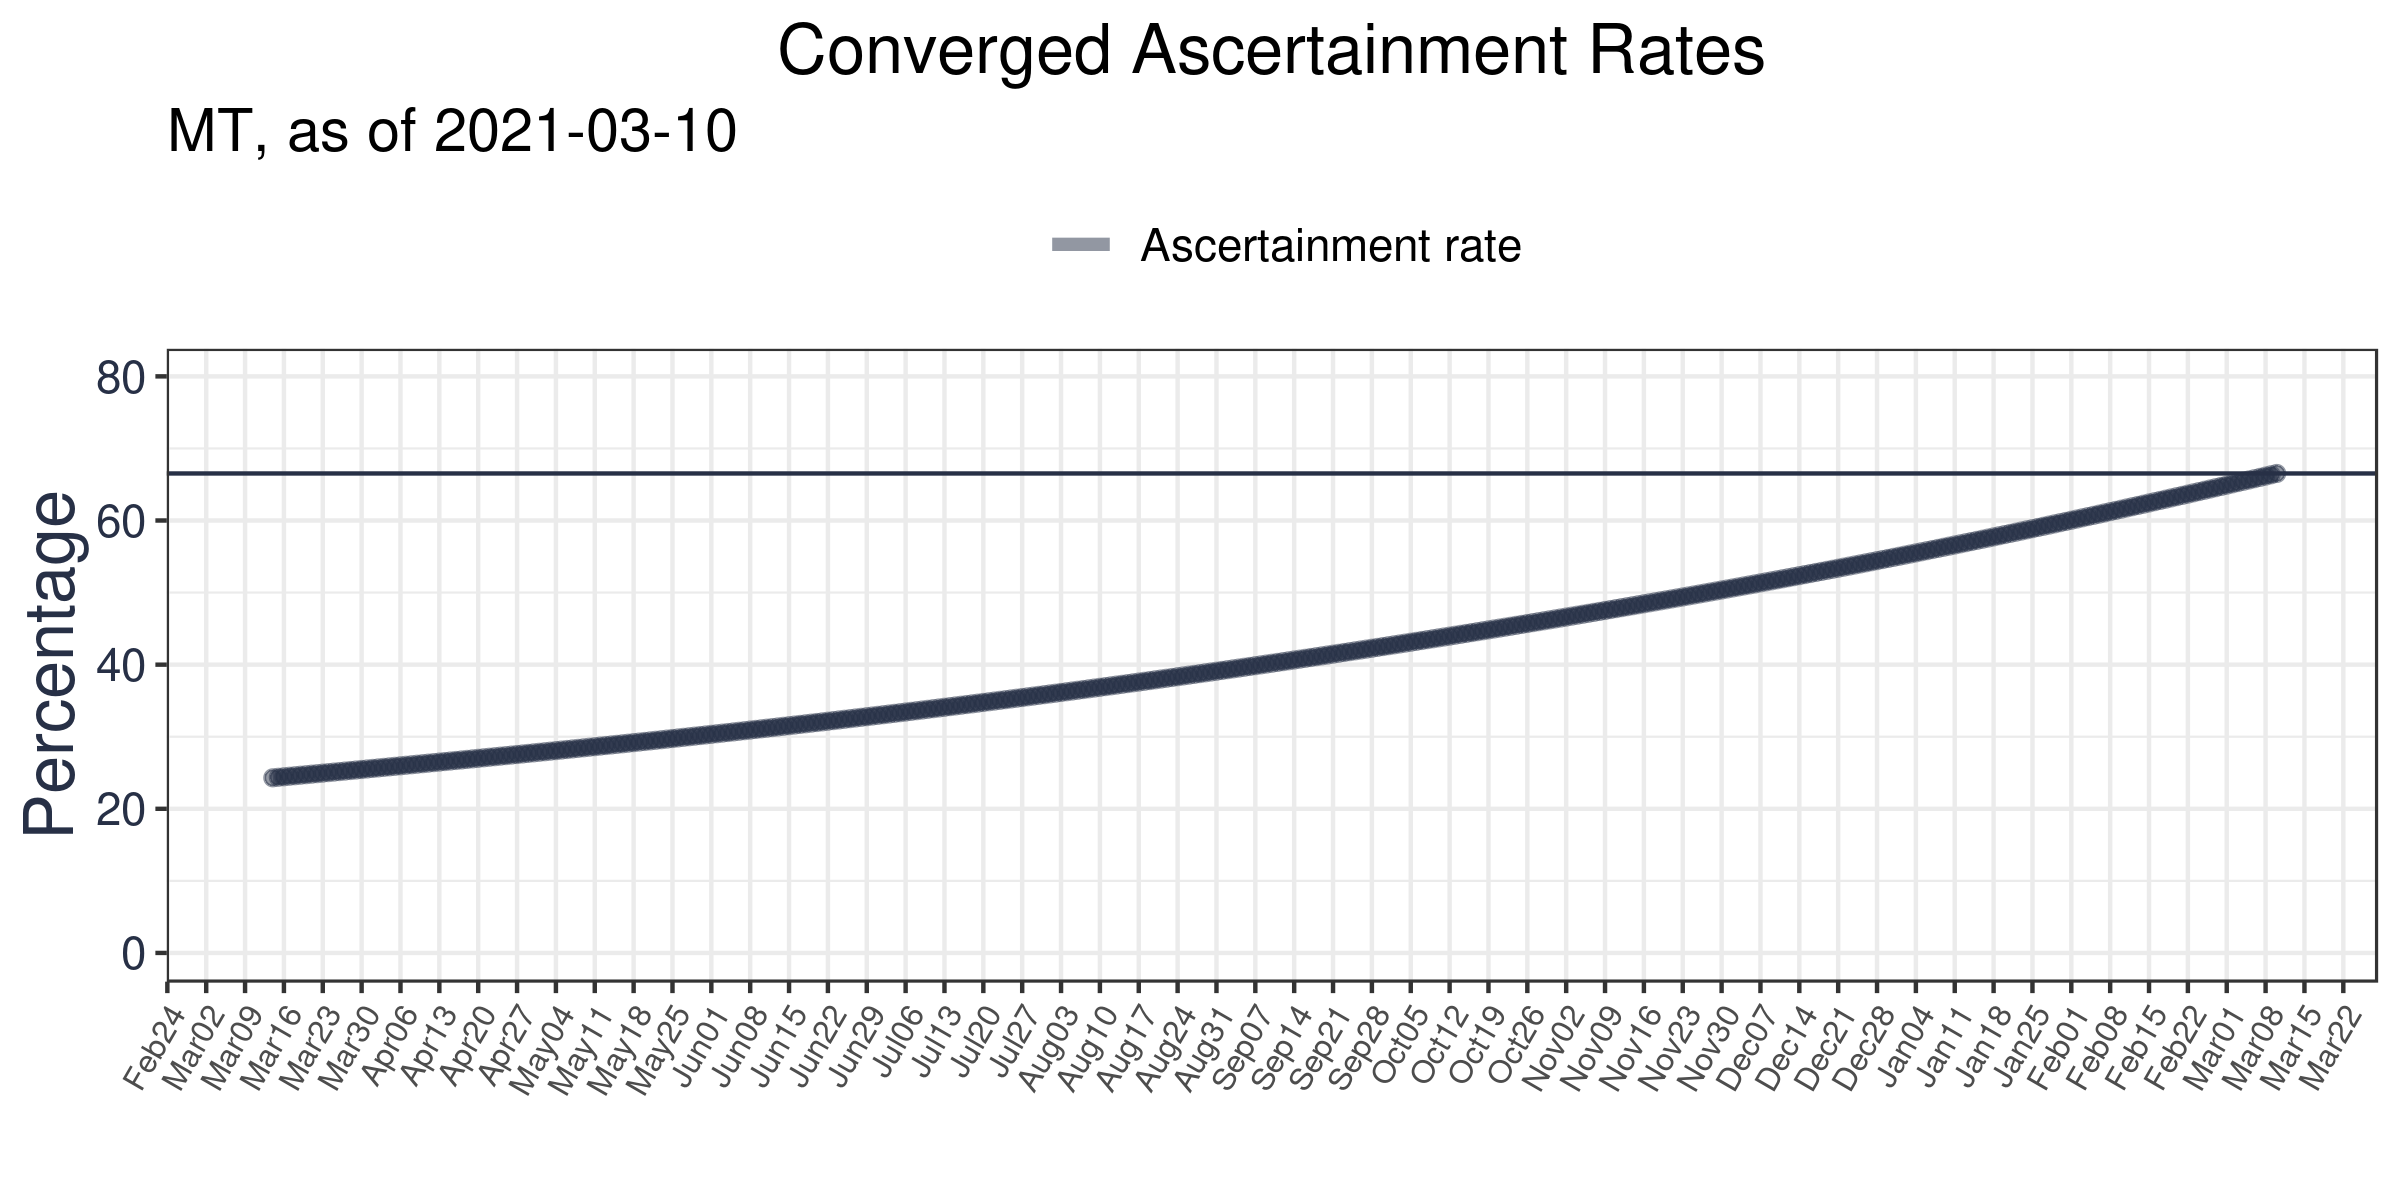 Converged Ascertainment Rates
MT, as of 2021-03-10
Ascertainment rate
Percentage
80
60
40
20
0
Feb24
Mar02
Mar09
Mar16
Mar23
Mar30
Apr06
Apr13
Apr20
Apr27
May04
May11
May18
May25
Jun01
Jun08
Jun15
Jun22
Jun29
Jul06
Jul13
Jul20
Jul27
Aug03
Aug10
Aug17
Aug24
Aug31
Sep07
Sep14
Sep21
Sep28
Oct05
Oct12
Oct19
Oct26
Nov02
Nov09
Nov16
Nov23
Nov30
Dec07
Dec14
Dec21
Dec28
Jan04
Jan11
Jan18
Jan25
Feb01
Feb08
Feb15
Feb22
Mar01
Mar08
Mar15
Mar22